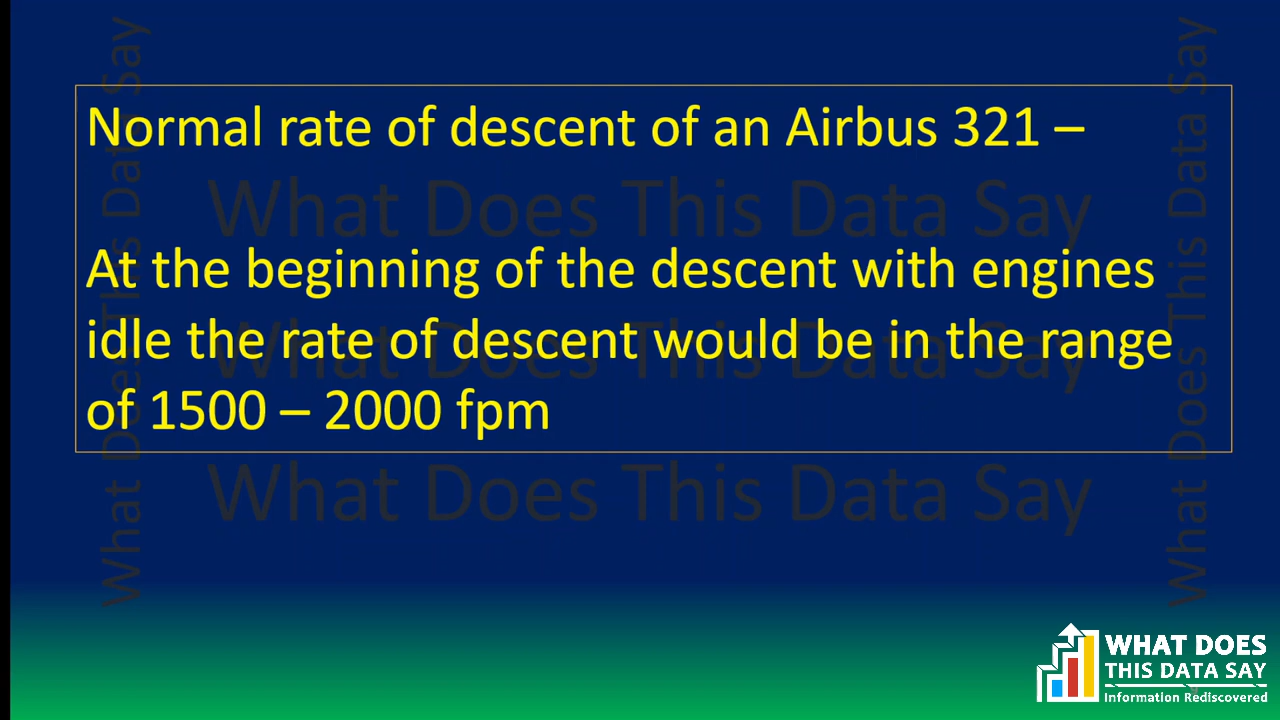 Normal rate of descent of an Airbus 321 –
What Does This Data Say
At the beginning of the descent with engines
idle the rate of descent would be in the range
What Does This Data Say
of 1500 – 2000 fpm
What Does This Data Say
What Does This Data Say
What Does This Data Say
WHAT DOES
THIS DATA SAY
Information Rediscovered